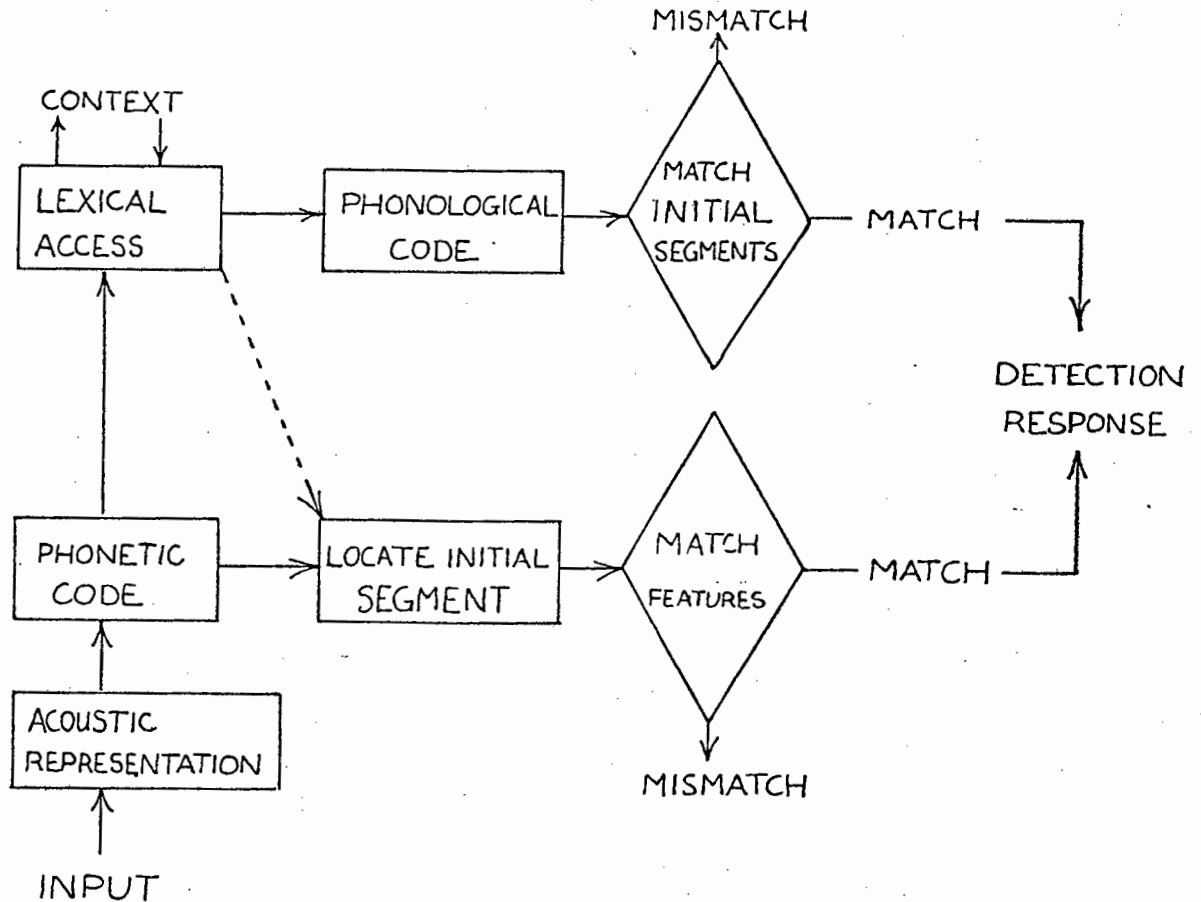 MISMATCH
CONTEXT
LEXICAL
ACCESS
PHONOLOGICAL
CODE
MATCH
INITIAL
SEGMENTS
MATCH
DETECTION
RESPONSE
PHONETIC
CODE
LOCATE INITIAL
SEGMENT
MATCH
FEATURES
MATCH
ACOUSTIC
REPRESENTATION
MISMATCH
INPUT